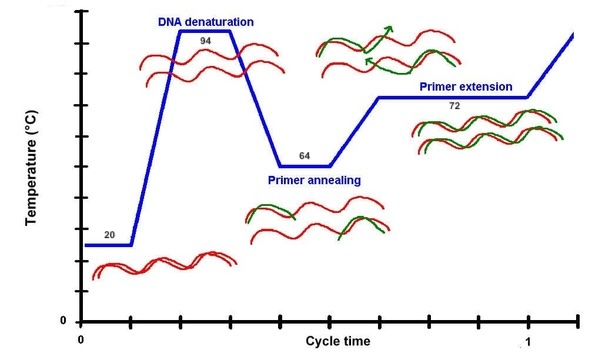 DNA denaturation
94
Primer extension
72
64
Primer annealing
20
Temperature (°C)
0
0
Cycle time
1